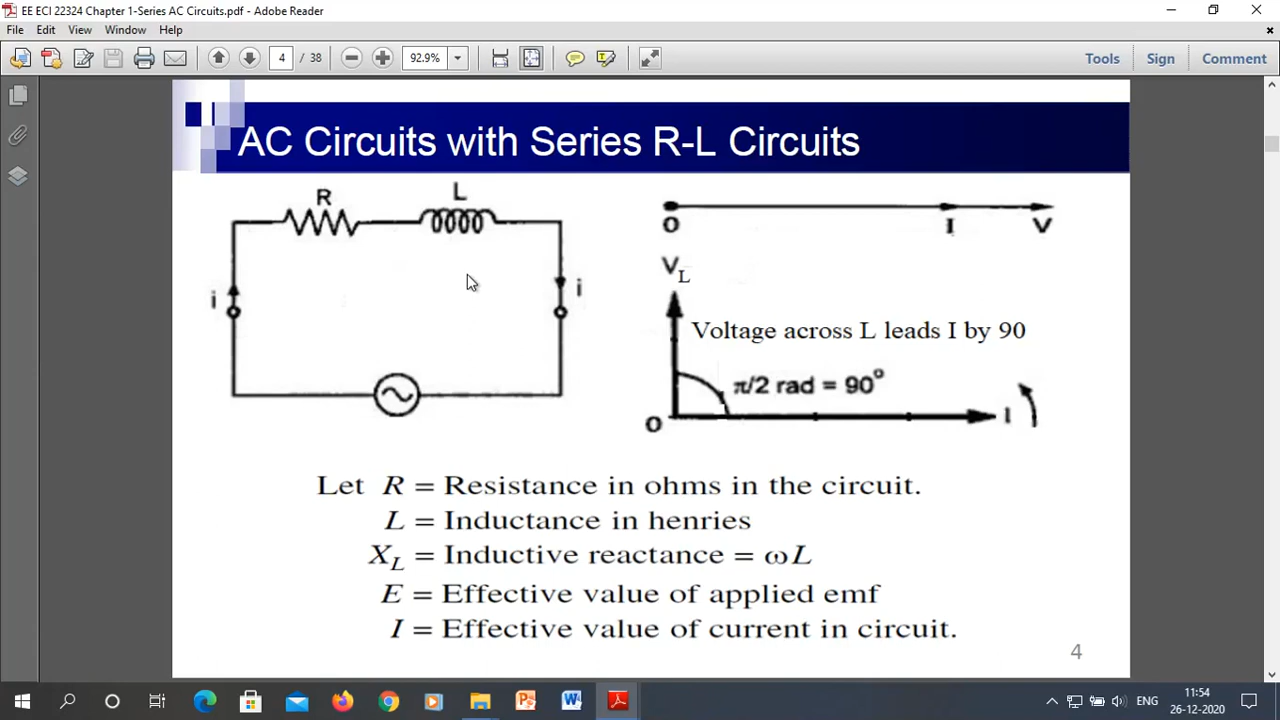 EE ECI 22324 Chapter 1-Series AC Circuits.pdf - Adobe Reader
File Edit View Window Help
4 / 38 92.9% Tools Sign Comment
AC Circuits with Series R-L Circuits
R
L
i
i
O I V
V_L
Voltage across L leads I by 90
π/2 rad = 90°
O
I
Let R = Resistance in ohms in the circuit.
L = Inductance in henries
X_L = Inductive reactance = ωL
E = Effective value of applied emf
I = Effective value of current in circuit.
4
ENG
11:54
26-12-2020